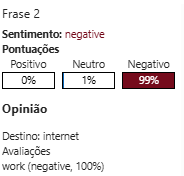 Frase 2
Sentimento: negative
Pontuações
Positivo Neutro Negativo
0% 1% 99%
Opinião
Destino: internet
Avaliações
work (negative, 100%)